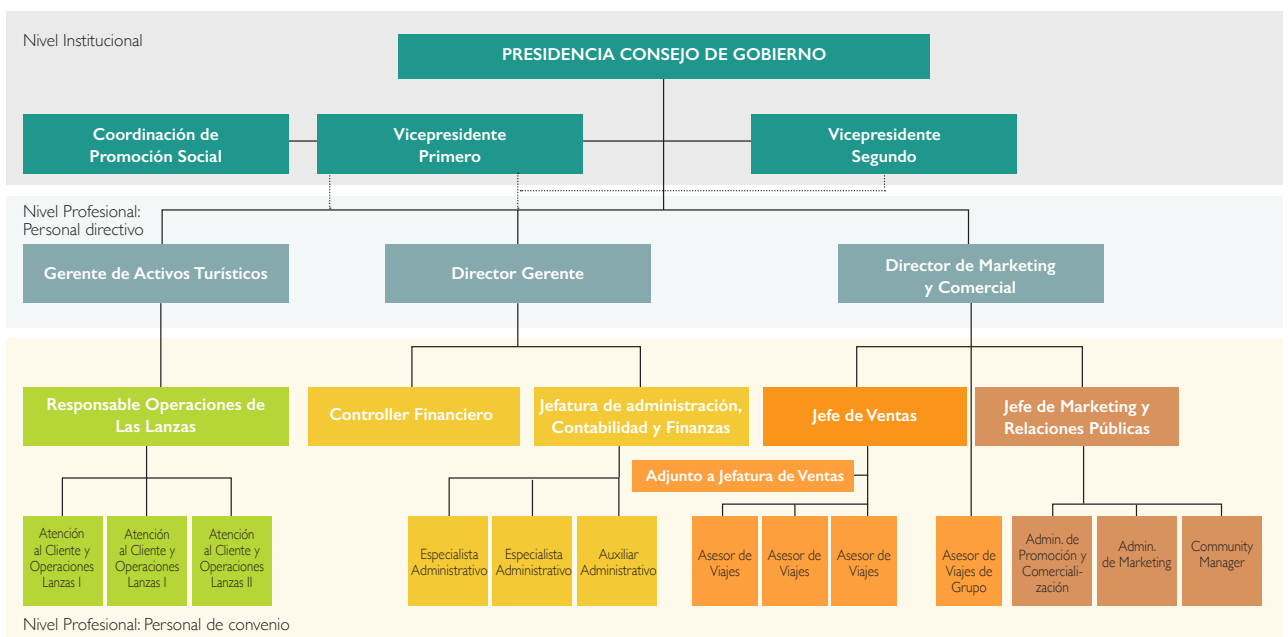 Nivel Institucional
PRESIDENCIA CONSEJO DE GOBIERNO
Coordinación de
Promoción Social
Vicepresidente
Primero
Vicepresidente
Segundo
Nivel Profesional:
Personal directivo
Gerente de Activos Turísticos
Director Gerente
Director de Marketing
y Comercial
Responsable Operaciones de
Las Lanzas
Controller Financiero
Jefatura de administración,
Contabilidad y Finanzas
Jefe de Ventas
Jefe de Marketing y
Relaciones Públicas
Adjunto a Jefatura de Ventas
Atención
al Cliente y
Operaciones
Lanzas I
Atención
al Cliente y
Operaciones
Lanzas I
Atención
al Cliente y
Operaciones
Lanzas II
Especialista
Administrativo
Especialista
Administrativo
Auxiliar
Administrativo
Asesor de
Viajes
Asesor de
Viajes
Asesor de
Viajes
Asesor de
Viajes de
Grupo
Admin. de
Promoción y
Comerciali-
zación
Admin.
de Marketing
Community
Manager
Nivel Profesional: Personal de convenio